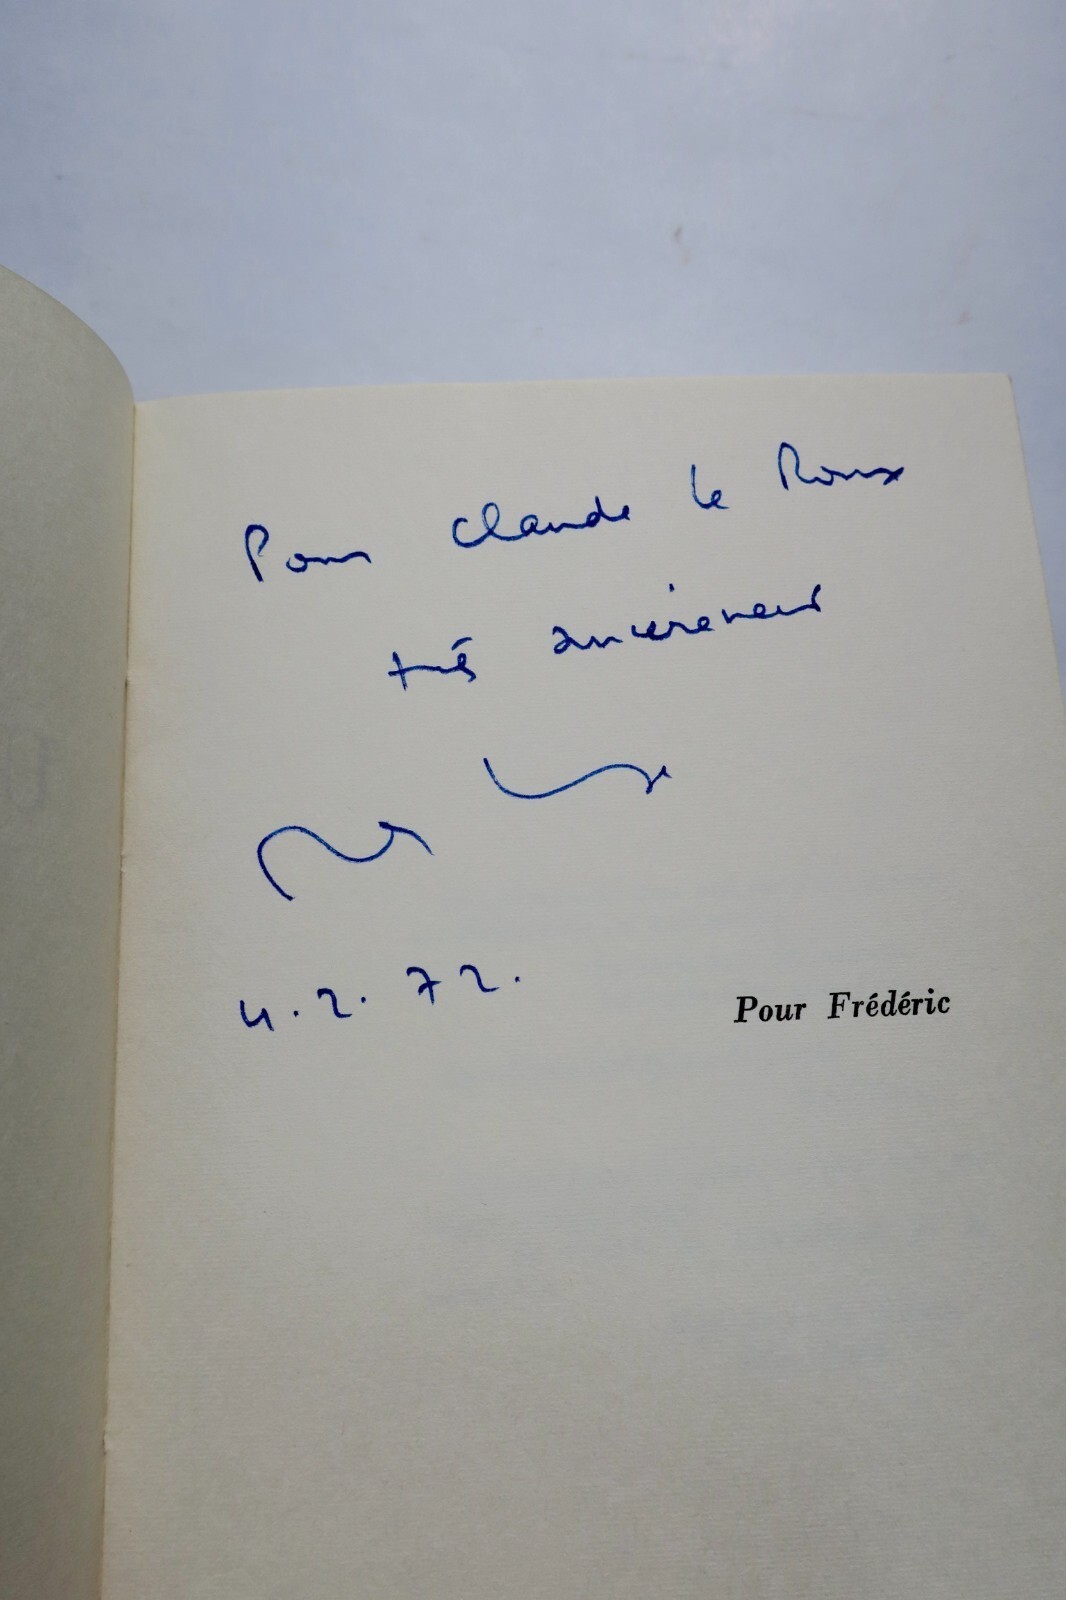 Pour Claude le Roux
très sincèrement
4.2.72.
Pour Frédéric